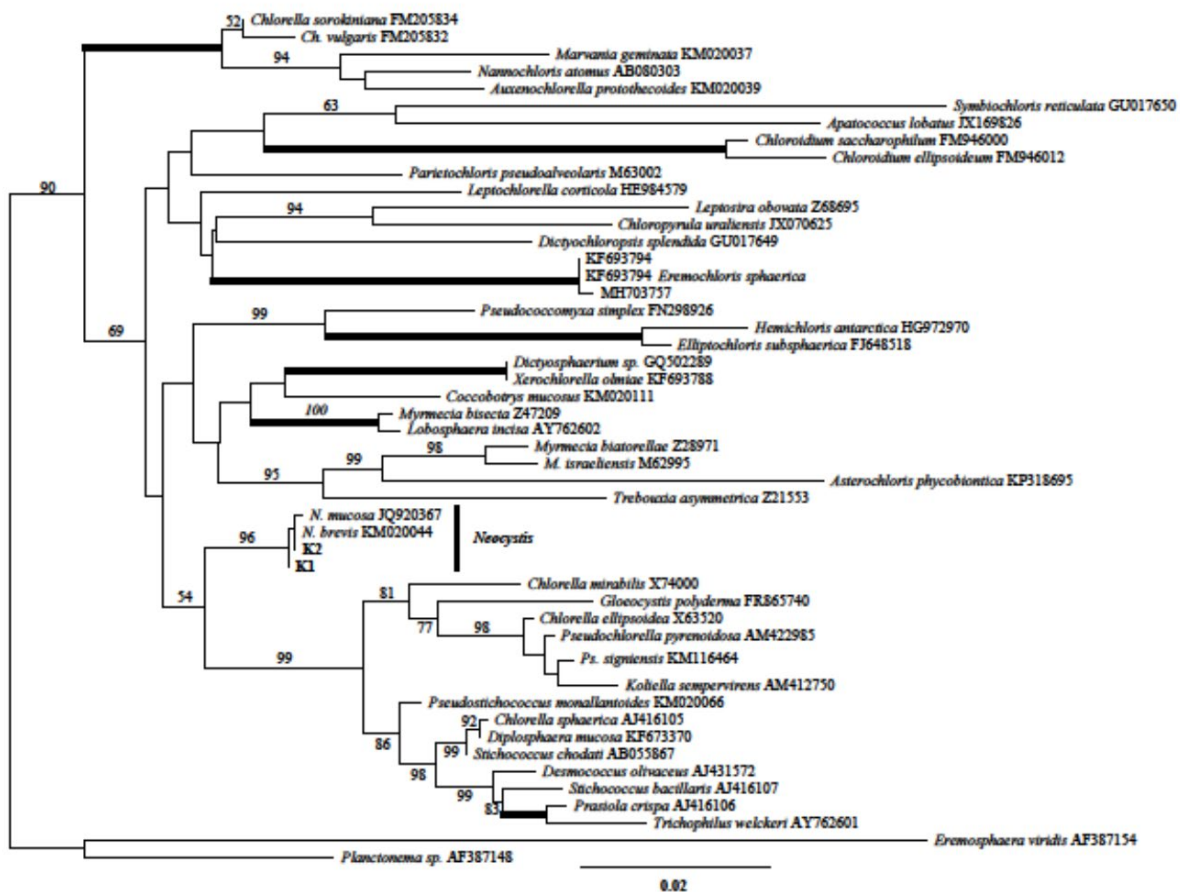 52
Chlorella sorokiniana FM205834
Ch. vulgaris FM205832
94
Marvania geminata KM020037
Nannochloris atomus AB080303
Auxenochlorella protothecoides KM020039
63
Symbiochloris reticulata GU017650
Apatococcus lobatus JX169826
Chloroidium saccharophilum FM946000
Chloroidium ellipsoideum FM946012
Parietochloris pseudoalveolaris M63002
90
Leptochlorella corticola HE984579
94
Leptosira obovata Z68695
Chloropyrula uraliensis JX070625
Dictyochloropsis splendida GU017649
KF693794
KF693794 Eremochloris sphaerica
MH703757
99
Pseudococcomyxa simplex FN298926
69
Hemichloris antarctica HG972970
Elliptochloris subsphaerica FJ648518
Dictyosphaerium sp. GQ502289
Xerochlorella olmiae KF693788
Coccobotrys mucosus KM020111
100
Myrmecia bisecta Z47209
Lobosphaera incisa AY762602
98
Myrmecia biatorellae Z28971
99
M. israeliensis M62995
95
Asterochloris phycobiontica KP318695
Trebouxia asymmetrica Z21553
N. mucosa JQ920367
N. brevis KM020044
96
Neocystis
K2
K1
Chlorella mirabilis X74000
81
54
Gloeocystis polyderma FR865740
77
Chlorella ellipsoidea X63520
98
Pseudochlorella pyrenoidosa AM422985
99
Ps. signiensis KM116464
Koliella sempervirens AM412750
Pseudostichococcus monallantoides KM020066
92
Chlorella sphaerica AJ416105
86
Diplosphaera mucosa KF673370
99
Stichococcus chodati AB055867
98
Desmococcus olivaceus AJ431572
99
Stichococcus bacillaris AJ416107
83
Prasiola crispa AJ416106
Trichophilus welckeri AY762601
Eremosphaera viridis AF387154
Planctonema sp. AF387148
0.02